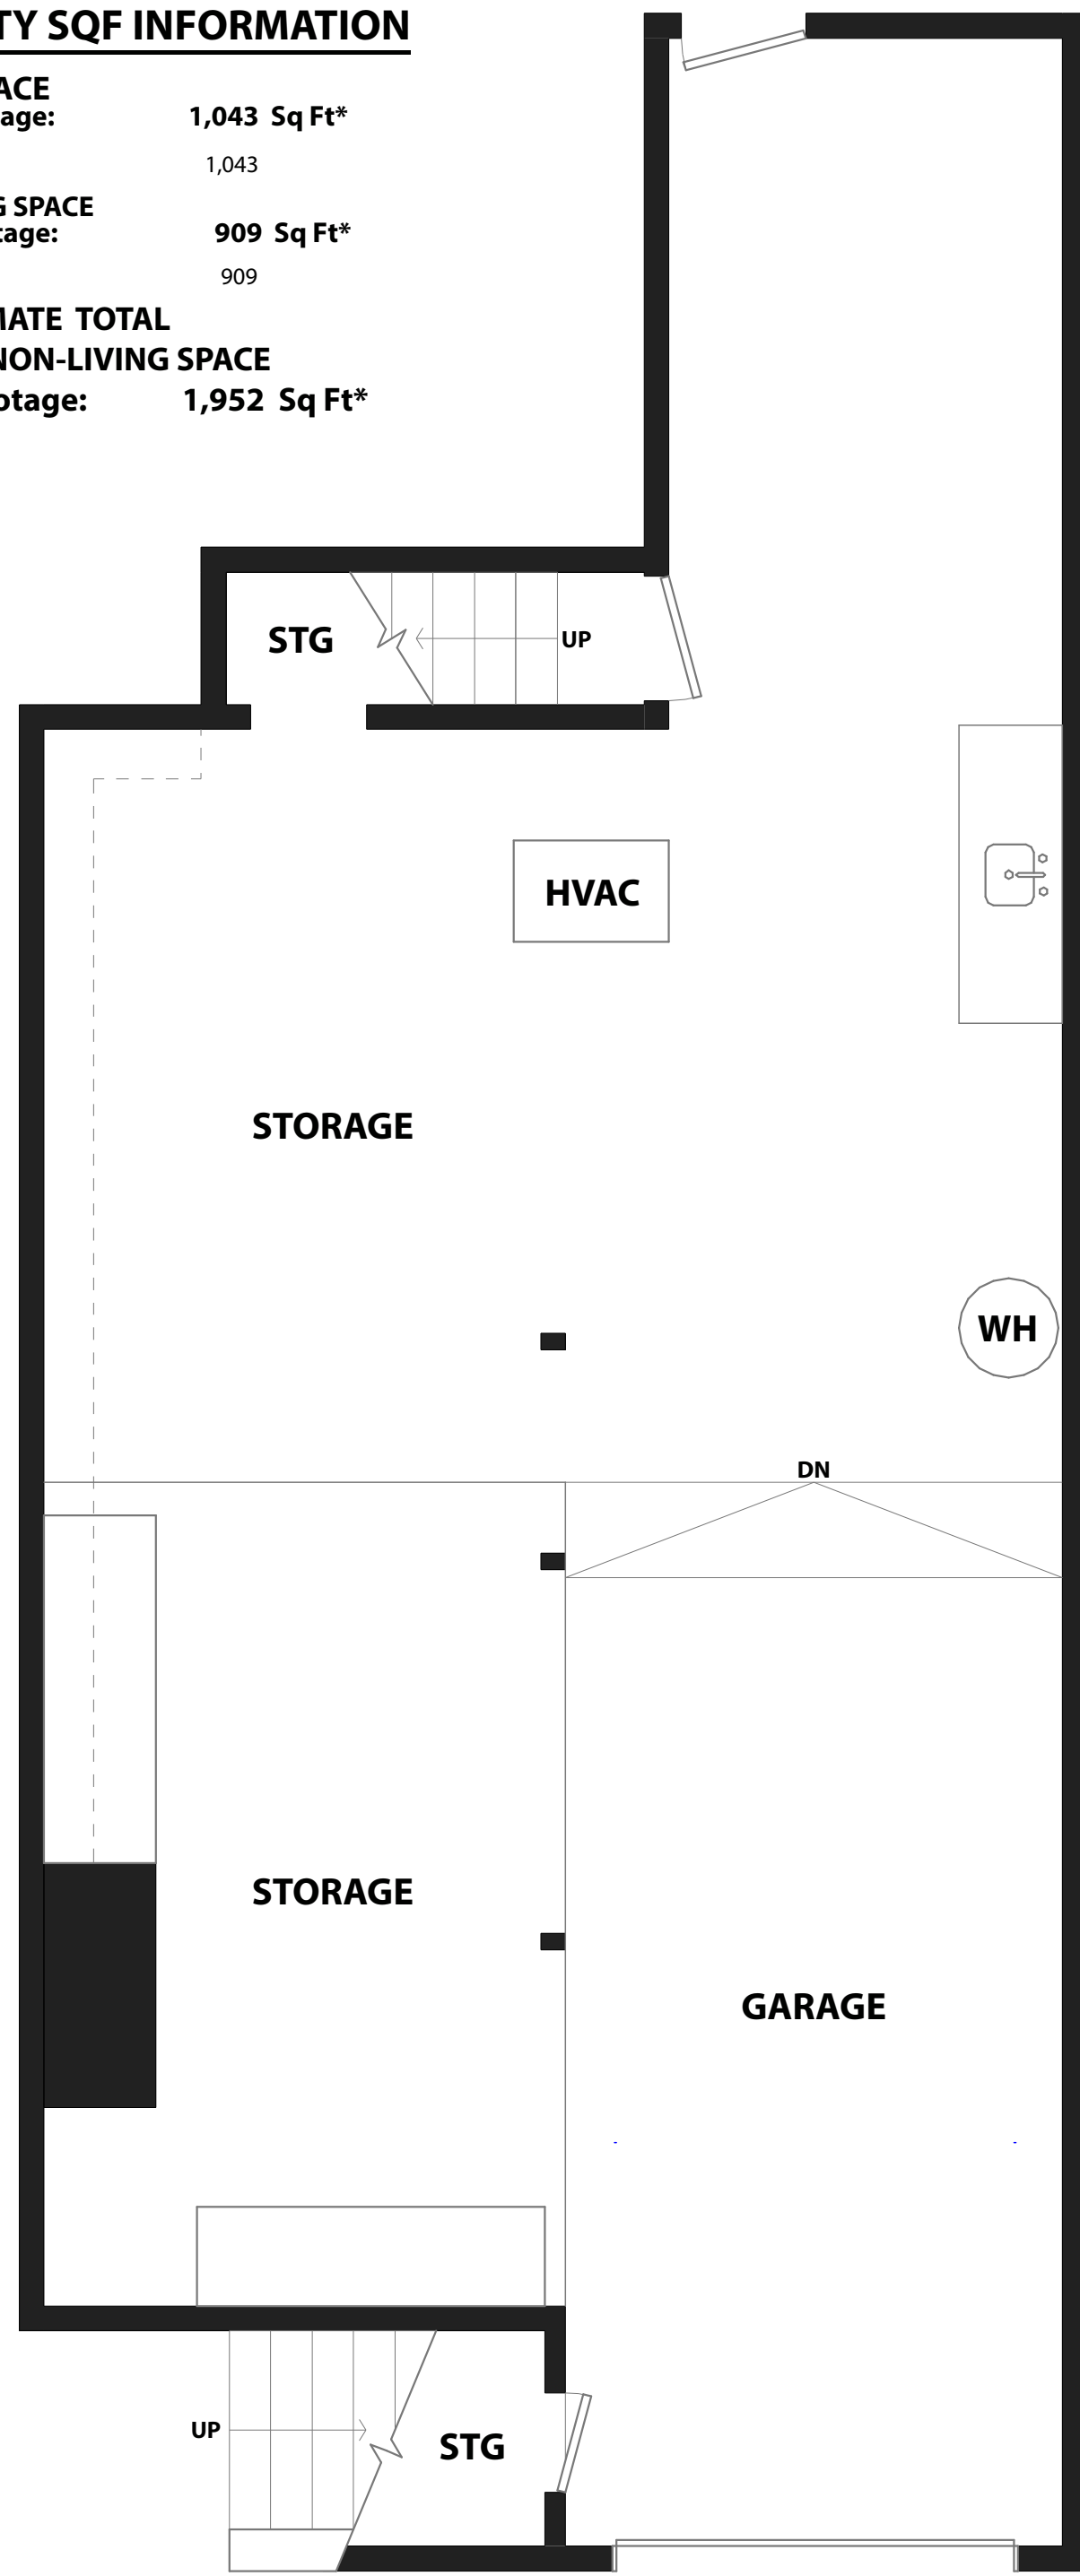 TY SQF INFORMATION
ACE
age: 1,043 Sq Ft*
1,043
G SPACE
tage: 909 Sq Ft*
909
MATE TOTAL
NON-LIVING SPACE
otage: 1,952 Sq Ft*
STG
UP
HVAC
STORAGE
WH
DN
STORAGE
GARAGE
UP
STG